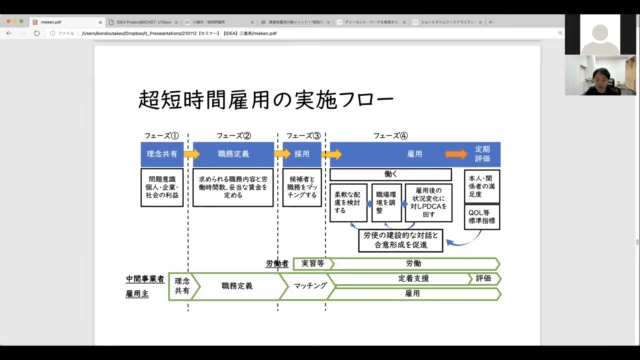 mieken.pdf
ファイル | /Users/kondoutakeo/Dropbox/
超短時間雇用の実施フロー
フェーズ①
フェーズ②
フェーズ③
フェーズ④
理念共有
職務定義
採用
雇用
定期
評価
問題意識
個人・企業・
社会の利益
求められる職務内容と労
働時間数、妥当な賃金を
定める
候補者と
職務をマッ
チングする
働く
柔軟な配
慮を検討
する
職場環
境を調
整
雇用後の
状況変化に
対しPDCAを
回す
本人・関
係者の満
足度
QOL等
標準指標
労使の建設的な対話と
合意形成を促進
労働者
実習等
労働
中間事業者
雇用主
理念
共有
職務定義
マッチング
定着支援
評価
雇用